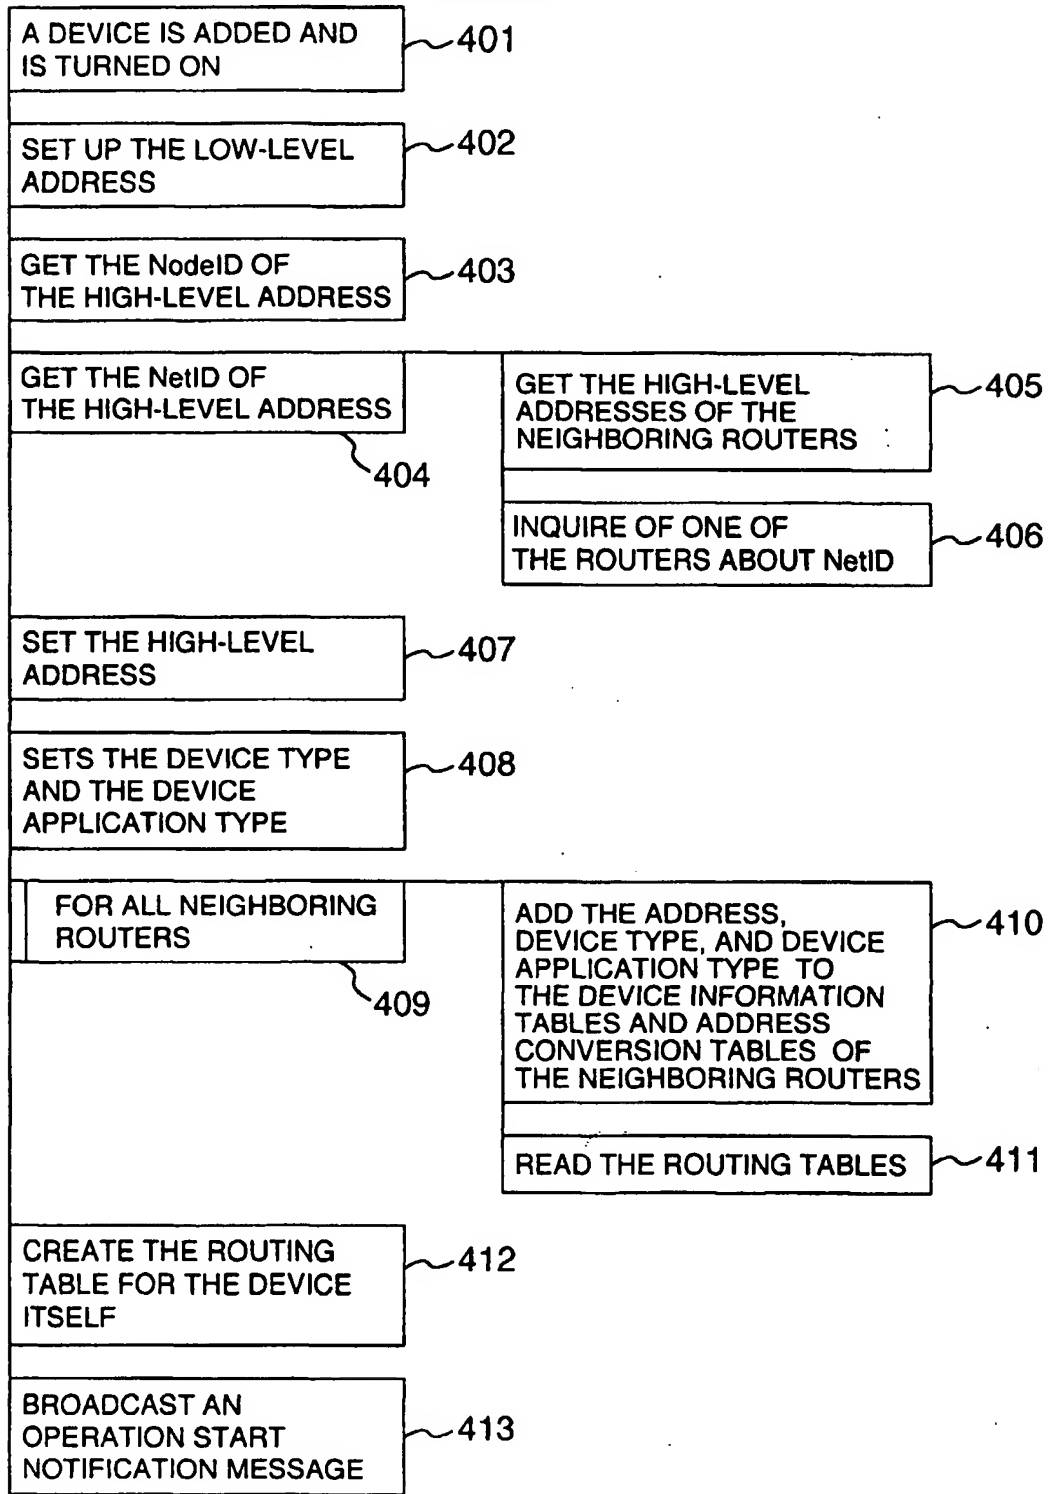 A DEVICE IS ADDED AND
IS TURNED ON
401
SET UP THE LOW-LEVEL
ADDRESS
402
GET THE NodeID OF
THE HIGH-LEVEL ADDRESS
403
GET THE NetID OF
THE HIGH-LEVEL ADDRESS
404
GET THE HIGH-LEVEL
ADDRESSES OF THE
NEIGHBORING ROUTERS
405
INQUIRE OF ONE OF
THE ROUTERS ABOUT NetID
406
SET THE HIGH-LEVEL
ADDRESS
407
SETS THE DEVICE TYPE
AND THE DEVICE
APPLICATION TYPE
408
FOR ALL NEIGHBORING
ROUTERS
409
ADD THE ADDRESS,
DEVICE TYPE, AND DEVICE
APPLICATION TYPE TO
THE DEVICE INFORMATION
TABLES AND ADDRESS
CONVERSION TABLES OF
THE NEIGHBORING ROUTERS
410
READ THE ROUTING TABLES
411
CREATE THE ROUTING
TABLE FOR THE DEVICE
ITSELF
412
BROADCAST AN
OPERATION START
NOTIFICATION MESSAGE
413